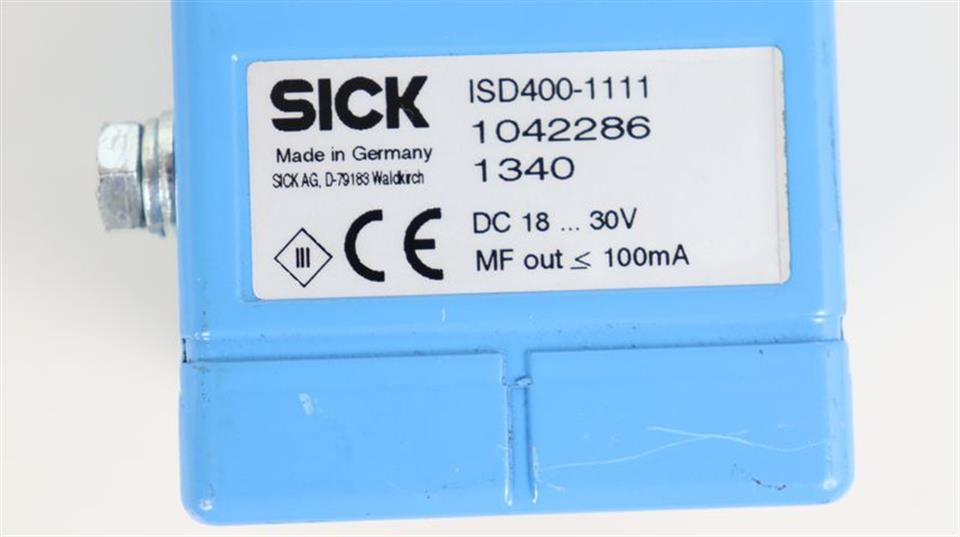 SICK
Made in Germany
SICK AG, D-79183 Waldkirch
ISD400-1111
1042286
1340
III
CE
DC 18 ... 30V
MF out ≤ 100mA